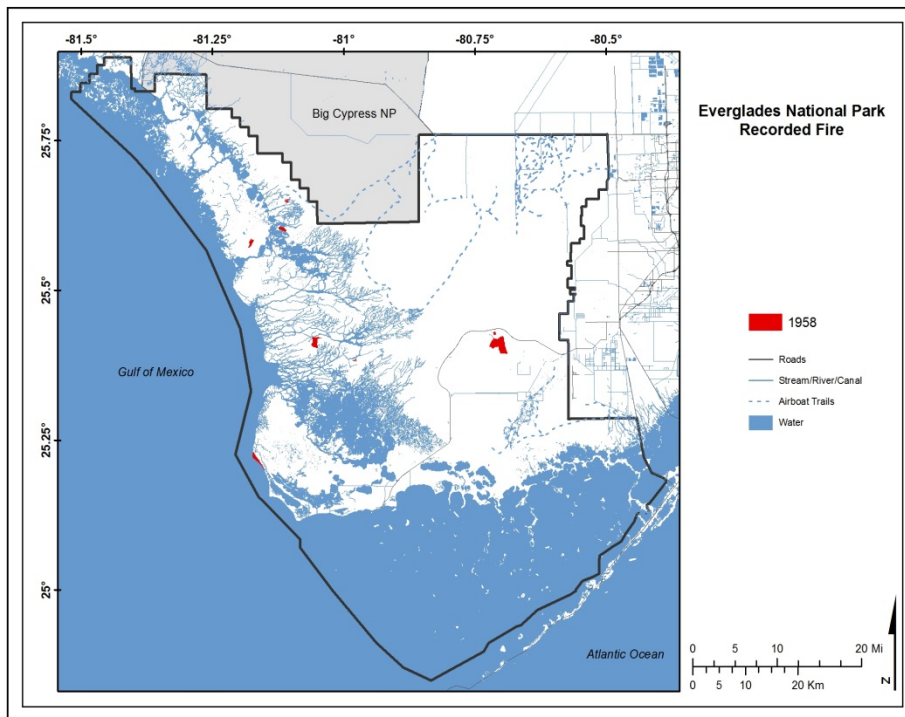 -81.5°
-81.25°
-81°
-80.75°
-80.5°
Big Cypress NP
Everglades National Park
Recorded Fire
25.75°
25.5°
1958
Roads
Gulf of Mexico
Stream/River/Canal
Airboat Trails
Water
25.25°
25°
Atlantic Ocean
0 5 10 20 Mi
0 5 10 20 Km
N